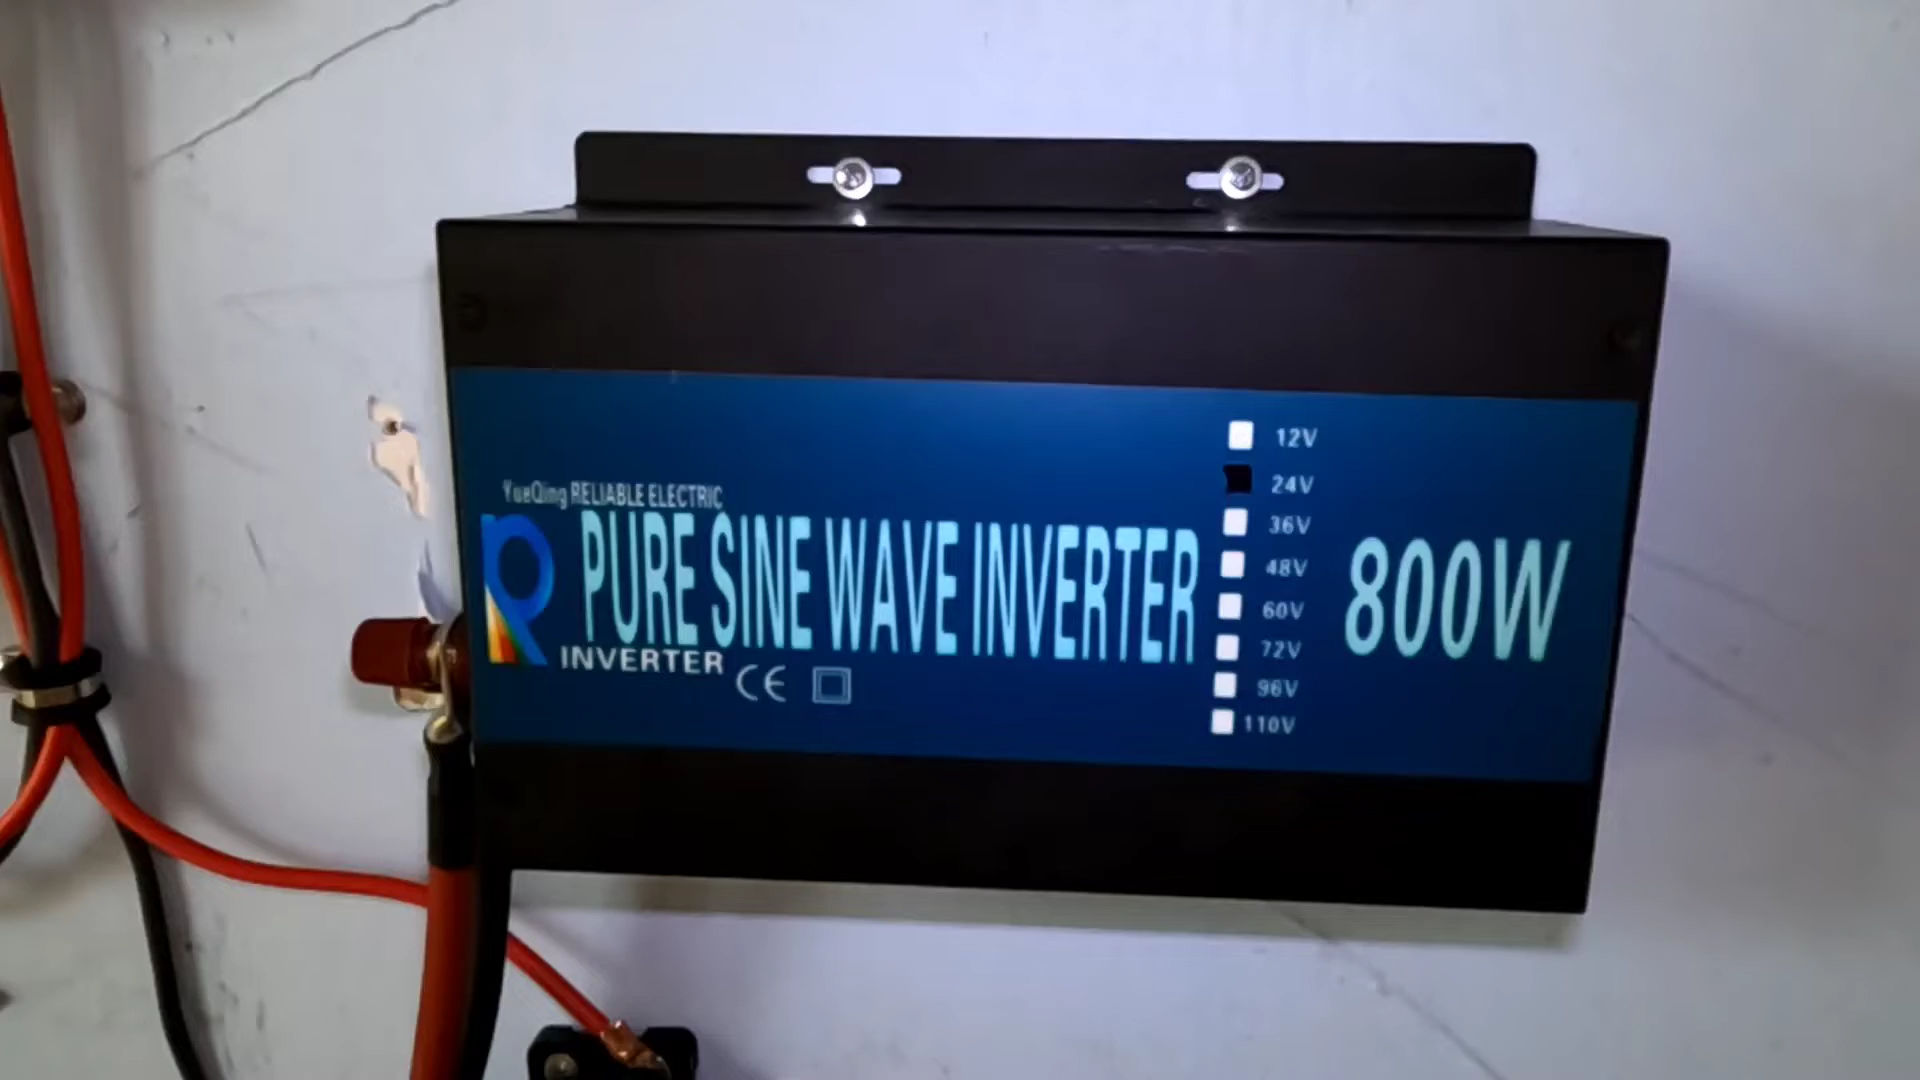 YueQing RELIABLE ELECTRIC
PURE SINE WAVE INVERTER
INVERTER
CE
12V
24V
36V
48V
60V
72V
96V
110V
800W